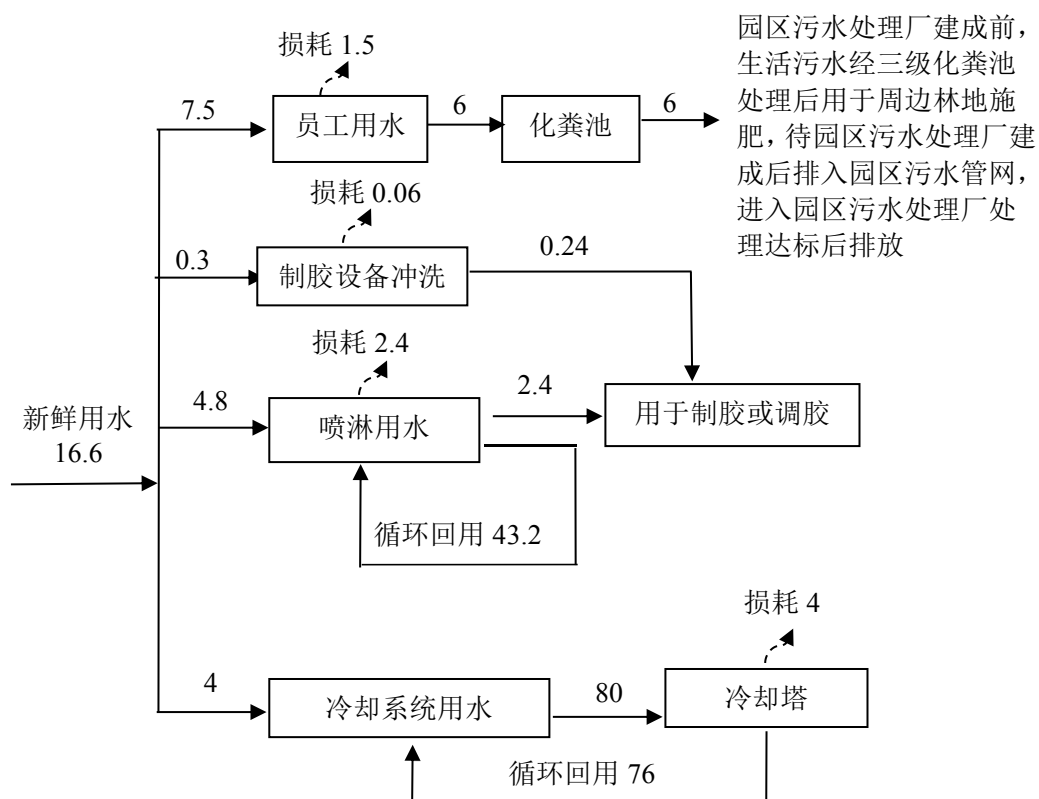 园区污水处理厂建成前，
生活污水经三级化粪池
处理后用于周边林地施
肥，待园区污水处理厂建
成后排入园区污水管网，
进入园区污水处理厂处
理达标后排放
损耗 1.5
7.5
员工用水
6
化粪池
6
损耗 0.06
0.3
制胶设备冲洗
0.24
损耗 2.4
4.8
喷淋用水
2.4
用于制胶或调胶
新鲜用水
16.6
循环回用 43.2
损耗 4
4
冷却系统用水
80
冷却塔
循环回用 76